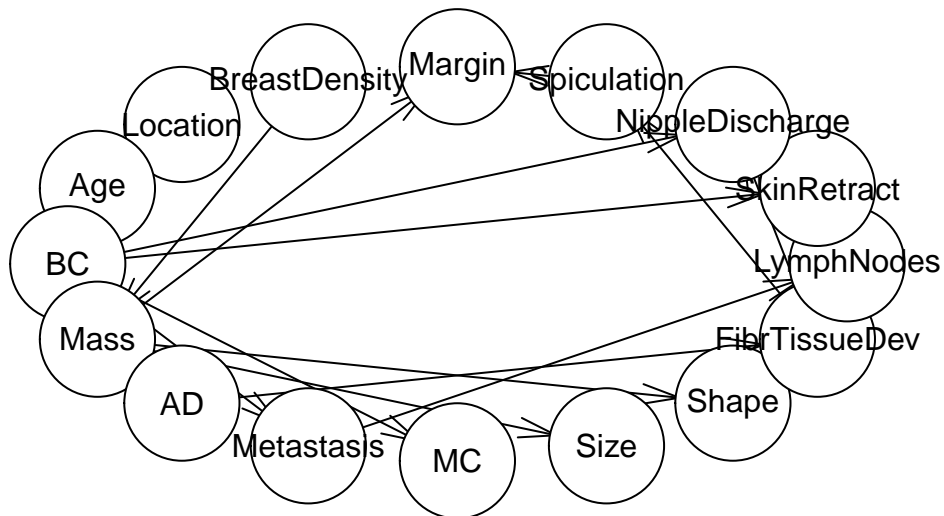 Margin
BreastDensity
Spiculation
Location
NippleDischarge
Age
SkinRetract
BC
LymphNodes
Mass
FibrTissueDev
AD
Shape
Metastasis
MC
Size